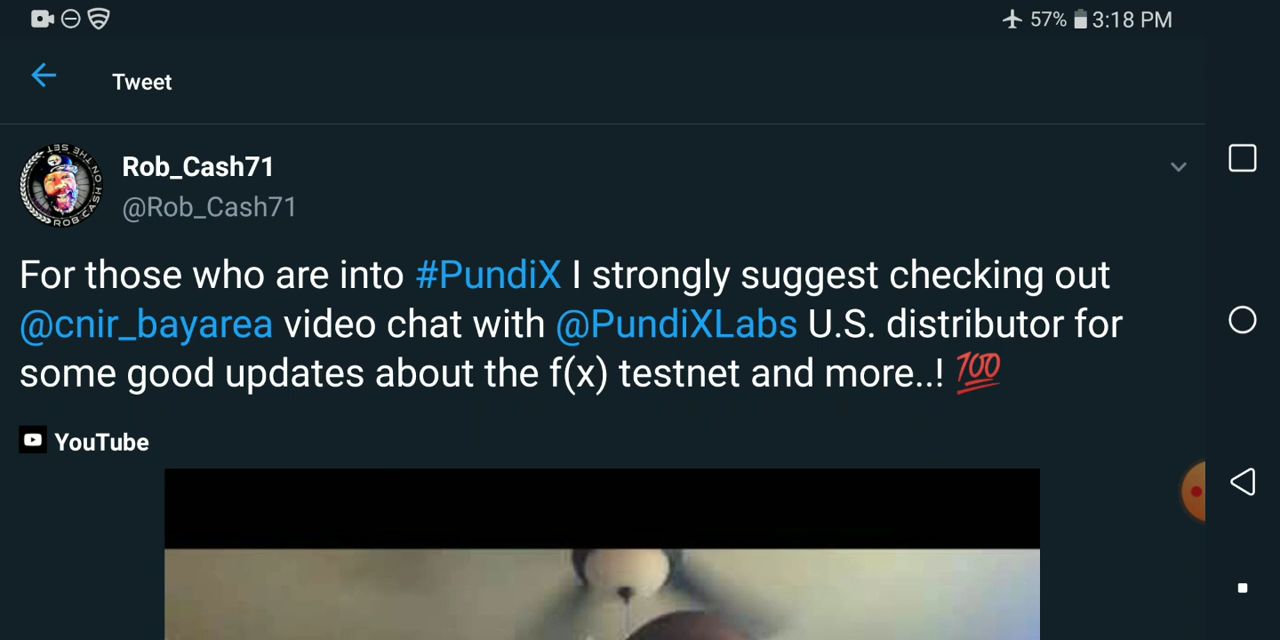 57% 3:18 PM
Tweet
Rob_Cash71
@Rob_Cash71
For those who are into #PundiX I strongly suggest checking out
@cnir_bayarea video chat with @PundiXLabs U.S. distributor for
some good updates about the f(x) testnet and more..! 💯
YouTube